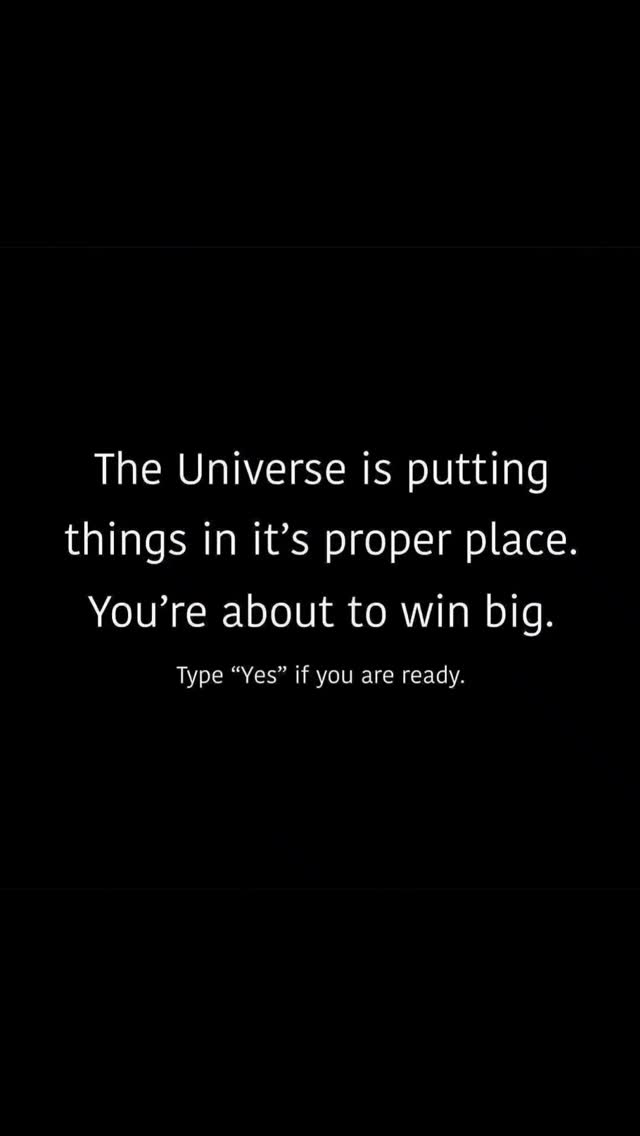 The Universe is putting
things in it’s proper place.
You’re about to win big.
Type “Yes” if you are ready.